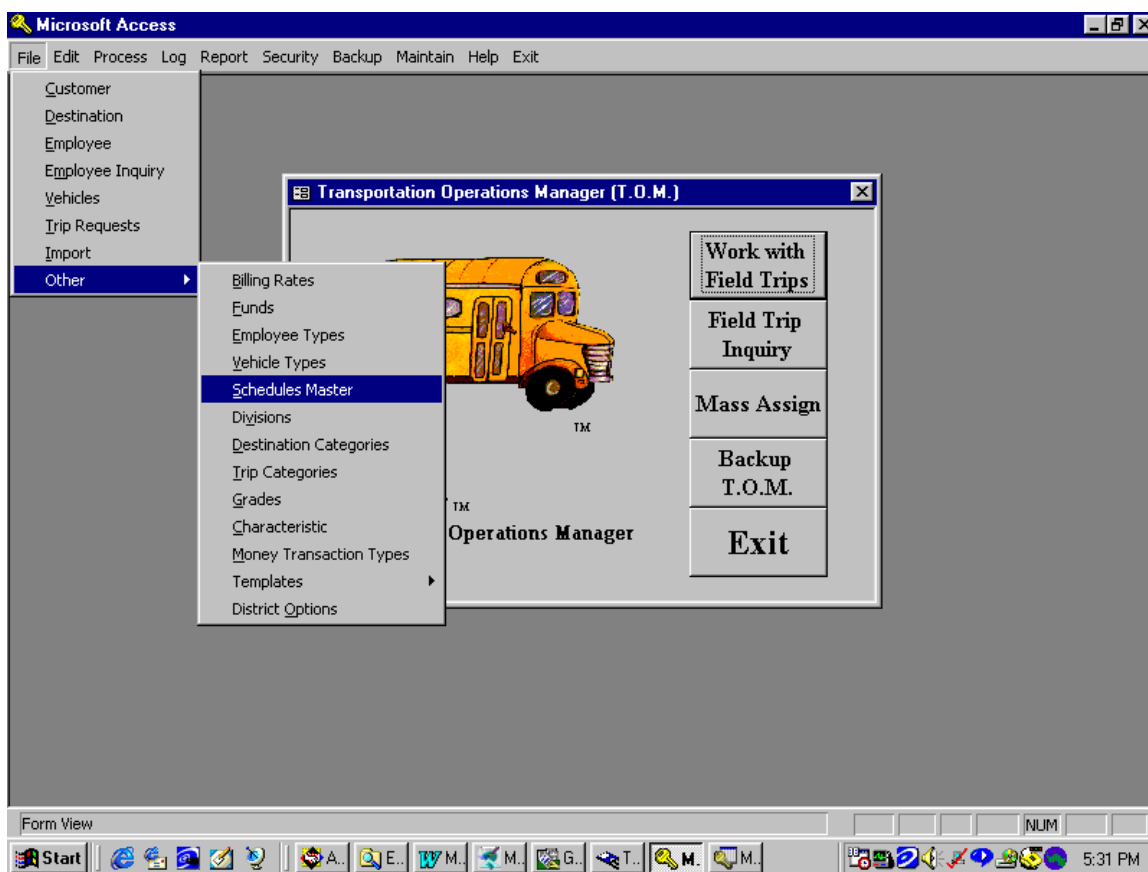 Microsoft Access
File Edit Process Log Report Security Backup Maintain Help Exit
Customer
Destination
Employee
Employee Inquiry
Vehicles
Trip Requests
Import
Other
Billing Rates
Funds
Employee Types
Vehicle Types
Schedules Master
Divisions
Destination Categories
Trip Categories
Grades
Characteristic
Money Transaction Types
Templates
District Options
Transportation Operations Manager (T.O.M.)
TM
TM
Operations Manager
Work with
Field Trips
Field Trip
Inquiry
Mass Assign
Backup
T.O.M.
Exit
Form View
NUM
Start
A..
E..
M..
M..
G..
T..
M.
M..
5:31 PM